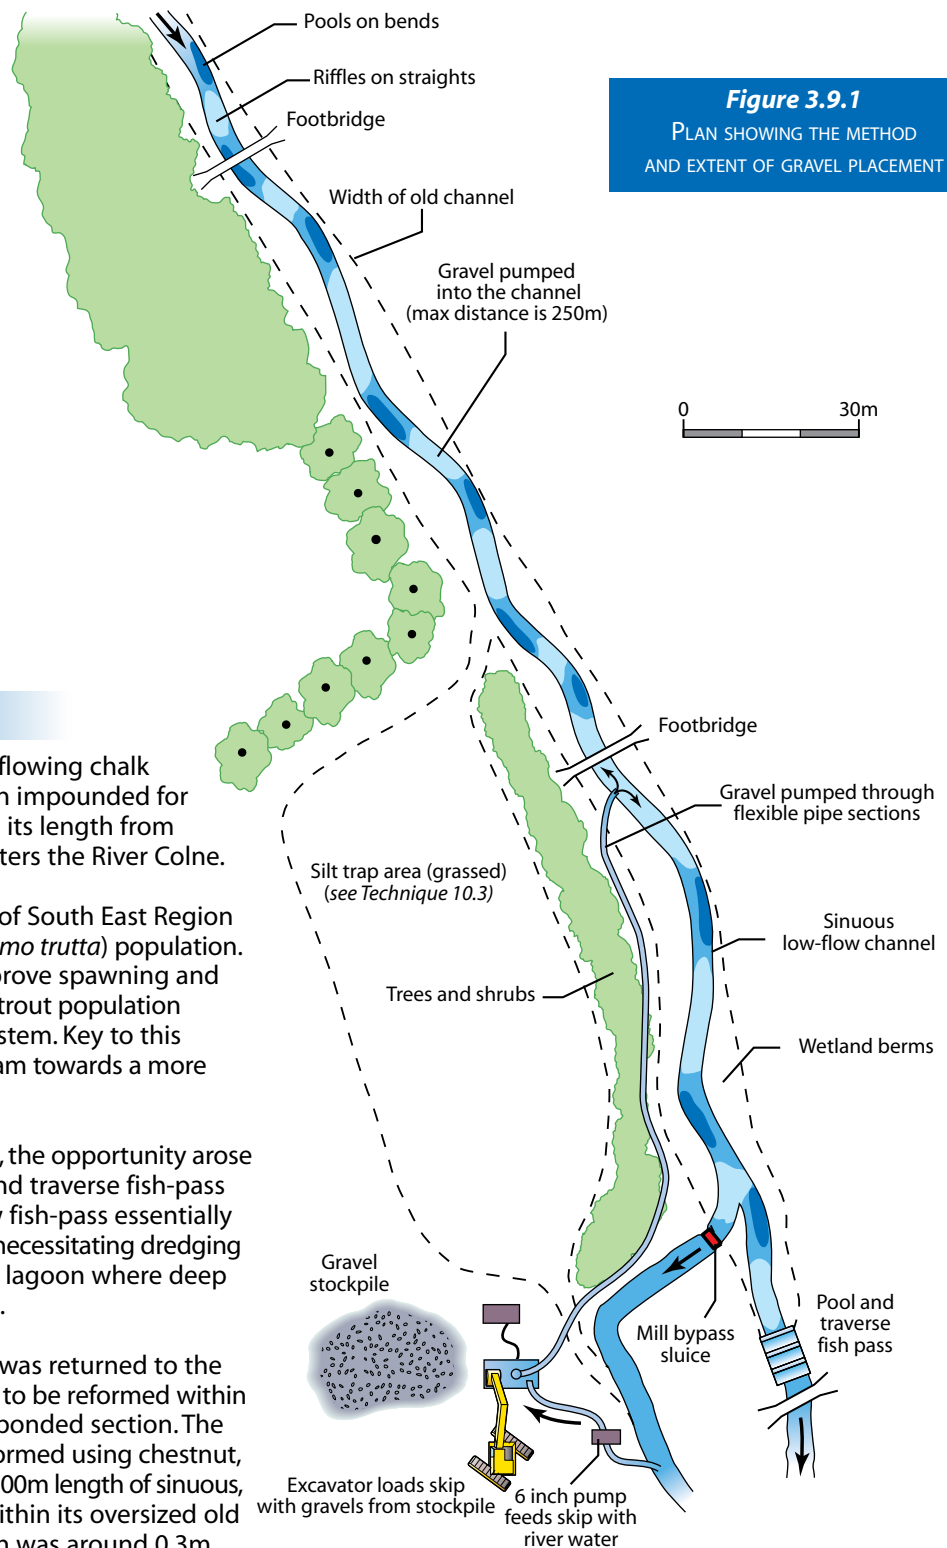 Pools on bends
Riffles on straights
Footbridge
Width of old channel
Gravel pumped
into the channel
(max distance is 250m)
Figure 3.9.1
Plan showing the method
and extent of gravel placement
0 30m
Footbridge
Gravel pumped through
flexible pipe sections
Silt trap area (grassed)
(see Technique 10.3)
Sinuous
low-flow channel
Trees and shrubs
Wetland berms
Gravel
stockpile
Mill bypass
sluice
Pool and
traverse
fish pass
Excavator loads skip
with gravels from stockpile
6 inch pump
feeds skip with
river water
flowing chalk
impounded for
its length from
ters the River Colne.
of South East Region
mo trutta) population.
prove spawning and
trout population
stem. Key to this
am towards a more
, the opportunity arose
nd traverse fish-pass
fish-pass essentially
necessitating dredging
lagoon where deep
.
was returned to the
to be reformed within
ponded section. The
ormed using chestnut,
00m length of sinuous,
within its oversized old
was around 0.3m